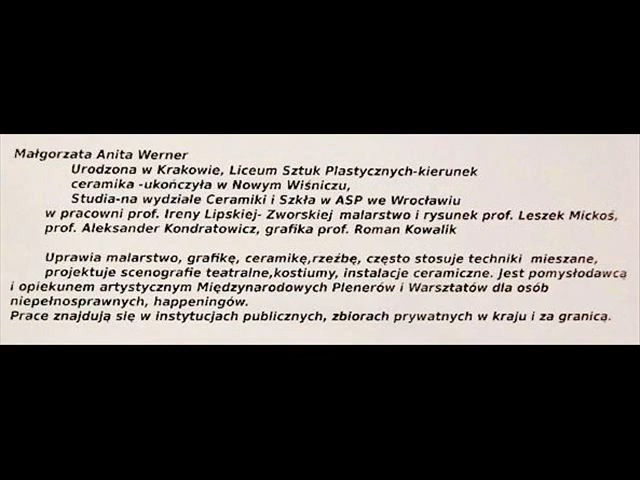 Małgorzata Anita Werner
Urodzona w Krakowie, Liceum Sztuk Plastycznych-kierunek
ceramika -ukończyła w Nowym Wiśniczu,
Studia-na wydziale Ceramiki i Szkła w ASP we Wrocławiu
w pracowni prof. Ireny Lipskiej- Zworskiej malarstwo i rysunek prof. Leszek Mickoś,
prof. Aleksander Kondratowicz, grafika prof. Roman Kowalik
Uprawia malarstwo, grafikę, ceramikę,rzeźbę, często stosuje techniki mieszane,
projektuje scenografie teatralne,kostiumy, instalacje ceramiczne. Jest pomysłodawcą
i opiekunem artystycznym Międzynarodowych Plenerów i Warsztatów dla osób
niepełnosprawnych, happeningów.
Prace znajdują się w instytucjach publicznych, zbiorach prywatnych w kraju i za granicą.